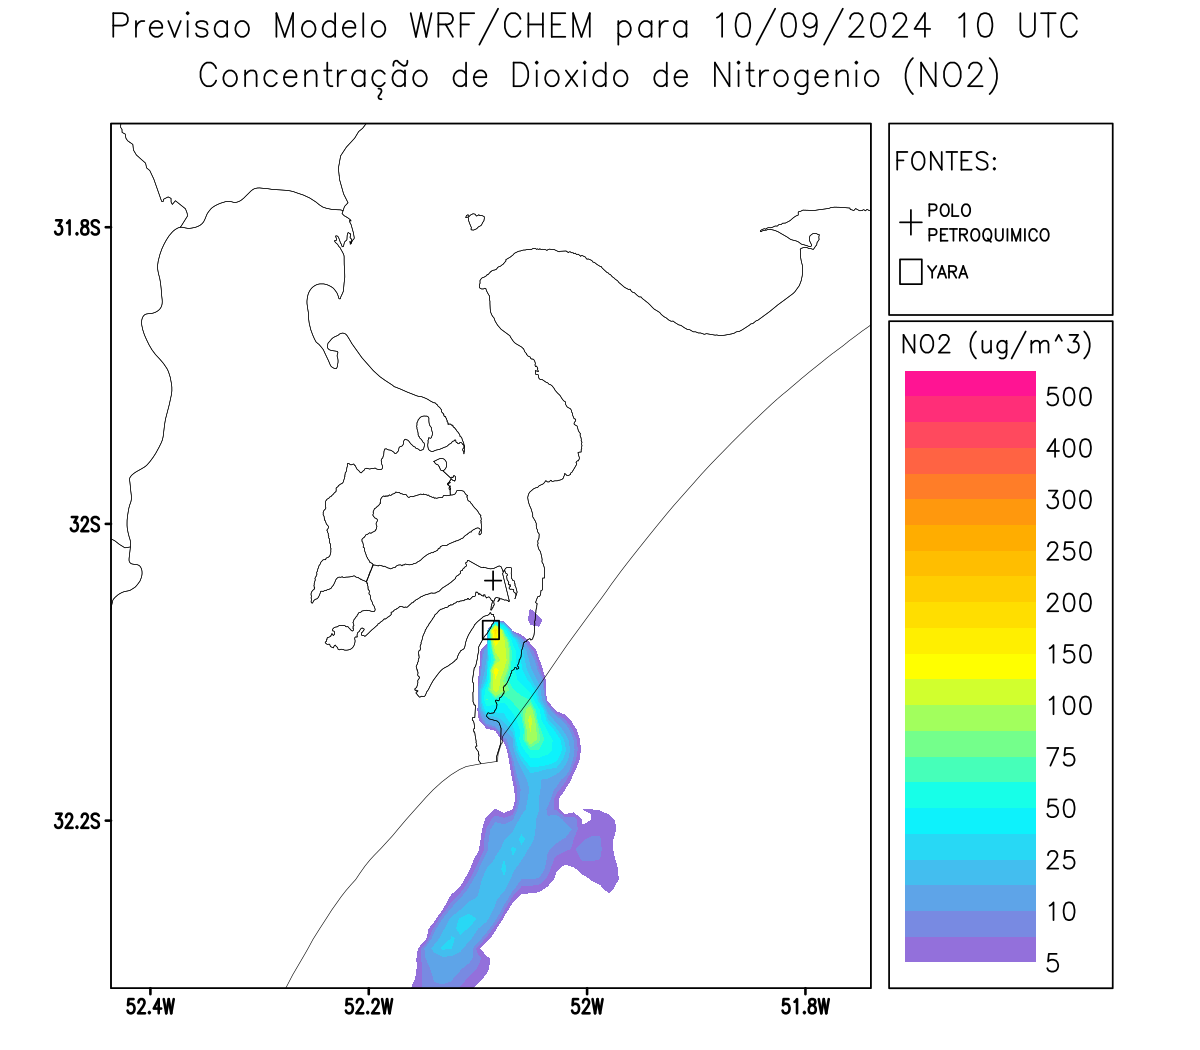 Previsao Modelo WRF/CHEM para 10/09/2024 10 UTC
Concentração de Dioxido de Nitrogenio (NO2)
FONTES:
POLO
PETROQUIMICO
YARA
NO2 (ug/m^3)
500
400
300
250
200
150
100
75
50
25
10
5
31.8S
32S
32.2S
52.4W
52.2W
52W
51.8W